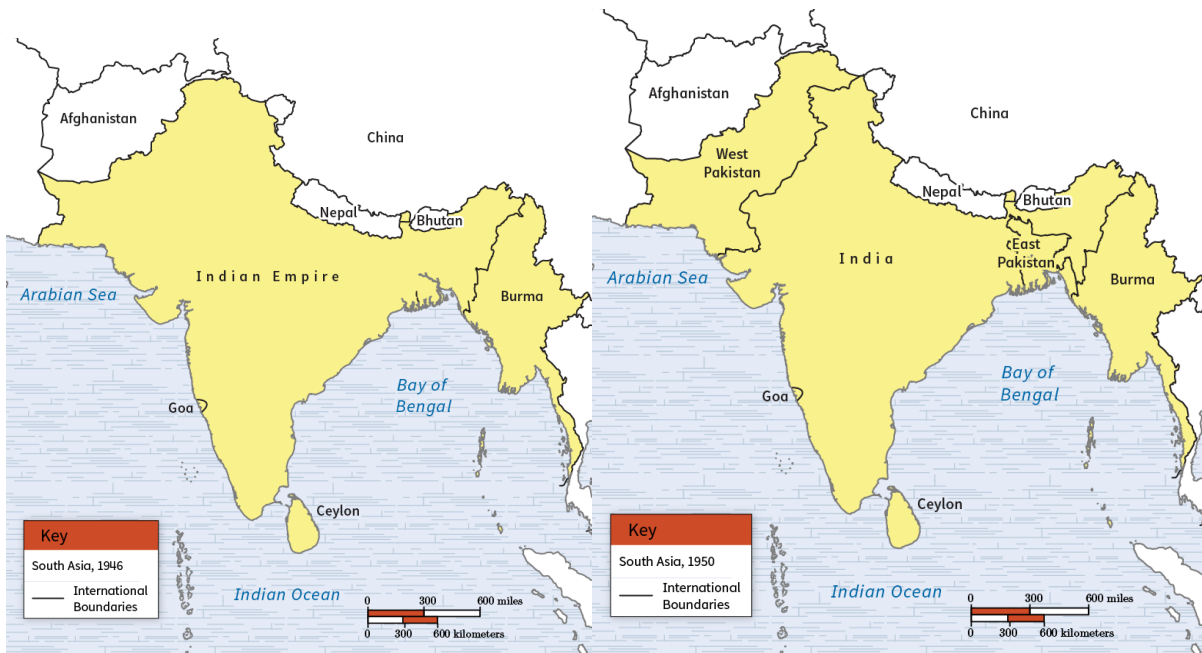 Afghanistan
China
Nepal
Bhutan
Indian Empire
Arabian Sea
Burma
Bay of
Bengal
Goa
Ceylon
Key
South Asia, 1946
International
Boundaries
Indian Ocean
0 300 600 miles
0 300 600 kilometers
Afghanistan
China
West
Pakistan
Nepal
Bhutan
East
Pakistan
India
Arabian Sea
Burma
Bay of
Bengal
Goa
Ceylon
Key
South Asia, 1950
International
Boundaries
Indian Ocean
0 300 600 miles
0 300 600 kilometers